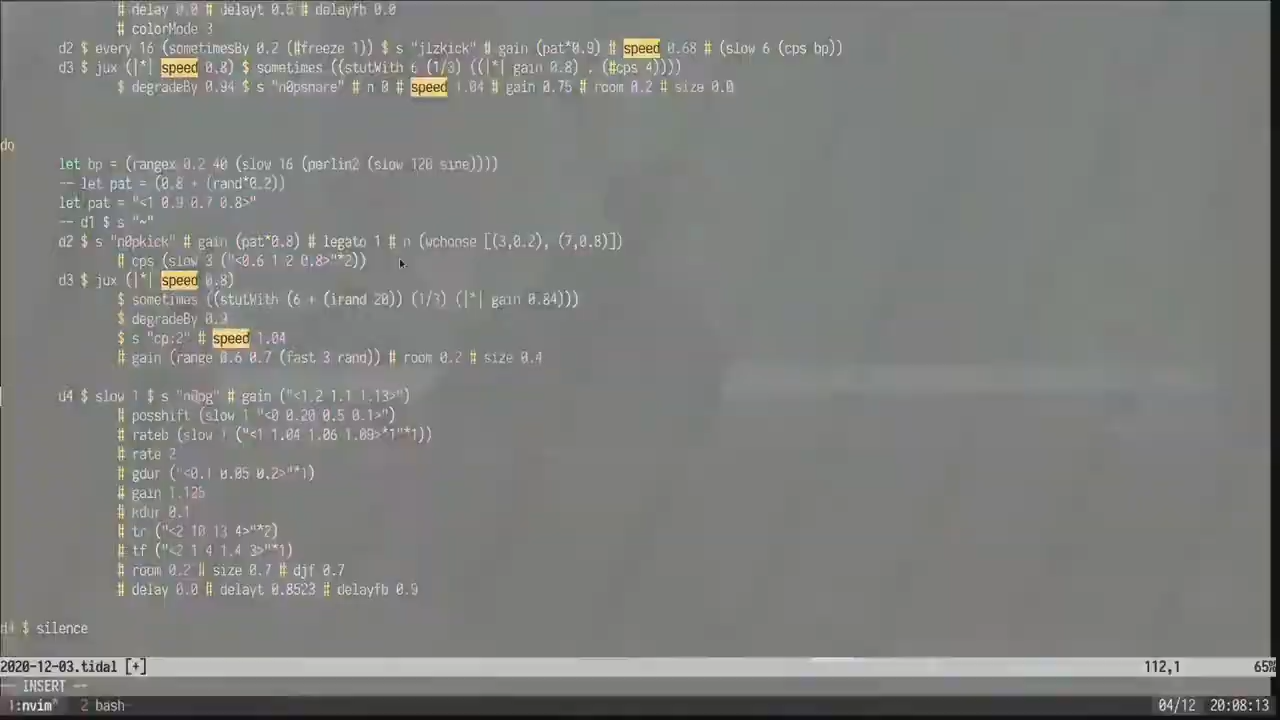 # delay 0.0 # delayt 0.5 # delayfb 0.0
# colorMode 3
d2 $ every 16 (sometimesBy 0.2 (#freeze 1)) $ s "jlzkick" # gain (pat*0.9) # speed 0.68 # (slow 6 (cps bp))
d3 $ jux (|*| speed 0.8) $ sometimes ((stutWith 6 (1/3) ((|*| gain 0.8) . (#cps 4))))
$ degradeBy 0.94 $ s "n0psnare" # n 0 # speed 1.04 # gain 0.75 # room 0.2 # size 0.0
do
let bp = (rangex 0.2 40 (slow 16 (perlin2 (slow 120 sine))))
-- let pat = (0.8 + (rand*0.2))
let pat = "<1 0.9 0.7 0.8>"
-- d1 $ s "~"
d2 $ s "n0pkick" # gain (pat*0.8) # legato 1 # n (wchoose [(3,0.2), (7,0.8)])
# cps (slow 3 ("<0.6 1 2 0.8>"*2))
d3 $ jux (|*| speed 0.8)
$ sometimes ((stutWith (6 + (irand 20)) (1/3) (|*| gain 0.84)))
$ degradeBy 0.9
$ s "cp:2" # speed 1.04
# gain (range 0.6 0.7 (fast 3 rand)) # room 0.2 # size 0.4
d4 $ slow 1 $ s "n0pg" # gain ("<1.2 1.1 1.13>")
# posshift (slow 1 "<0 0.20 0.5 0.1>")
# rateb (slow 1 ("<1 1.04 1.06 1.09>*1"*1))
# rate 2
# gdur ("<0.1 0.05 0.2>"*1)
# gain 1.125
# kdur 0.1
# tr ("<2 10 13 4>"*2)
# tf ("<2 1 4 1.4 3>"*1)
# room 0.2 # size 0.7 # djf 0.7
# delay 0.0 # delayt 0.8523 # delayfb 0.9
d4 $ silence
2020-12-03.tidal [+] 112,1 65%
-- INSERT --
1:nvim* 2 bash- 04/12 20:08:13